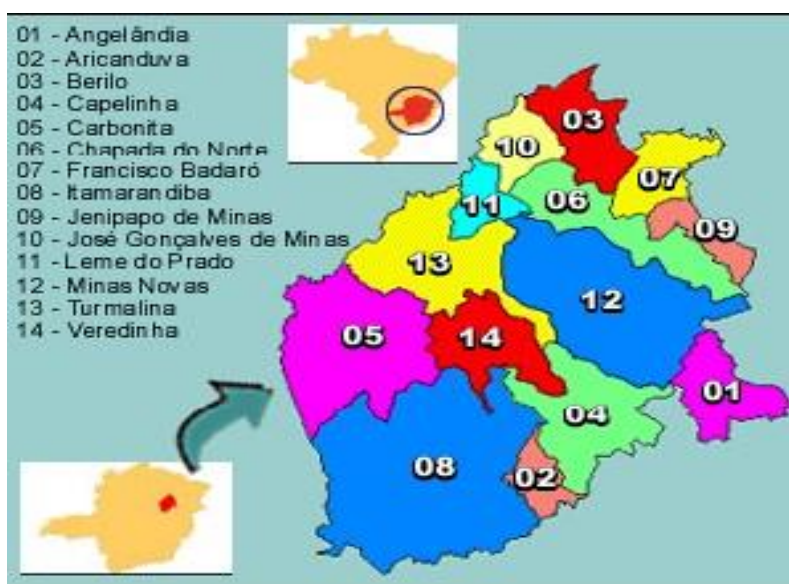 01 - Angelândia
02 - Aricanduva
03 - Berilo
04 - Capelinha
05 - Carbonita
06 - Chapada do Norte
07 - Francisco Badaró
08 - Itamarandiba
09 - Jenipapo de Minas
10 - José Gonçalves de Minas
11 - Leme do Prado
12 - Minas Novas
13 - Turmalina
14 - Veredinha
03
10
07
06
11
09
13
12
05
14
01
04
08
02